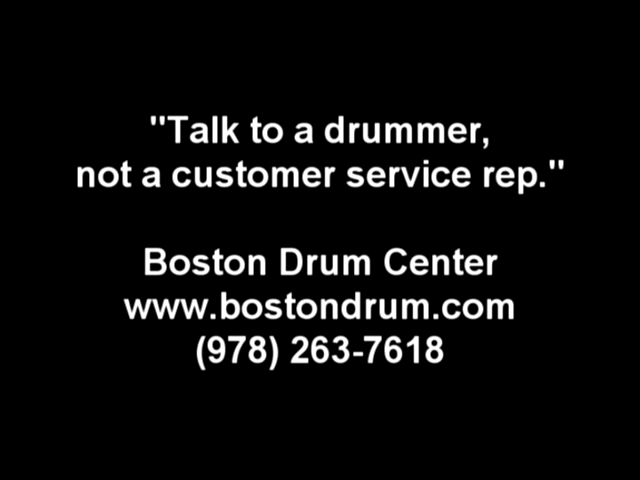 "Talk to a drummer,
not a customer service rep."
Boston Drum Center
www.bostondrum.com
(978) 263-7618